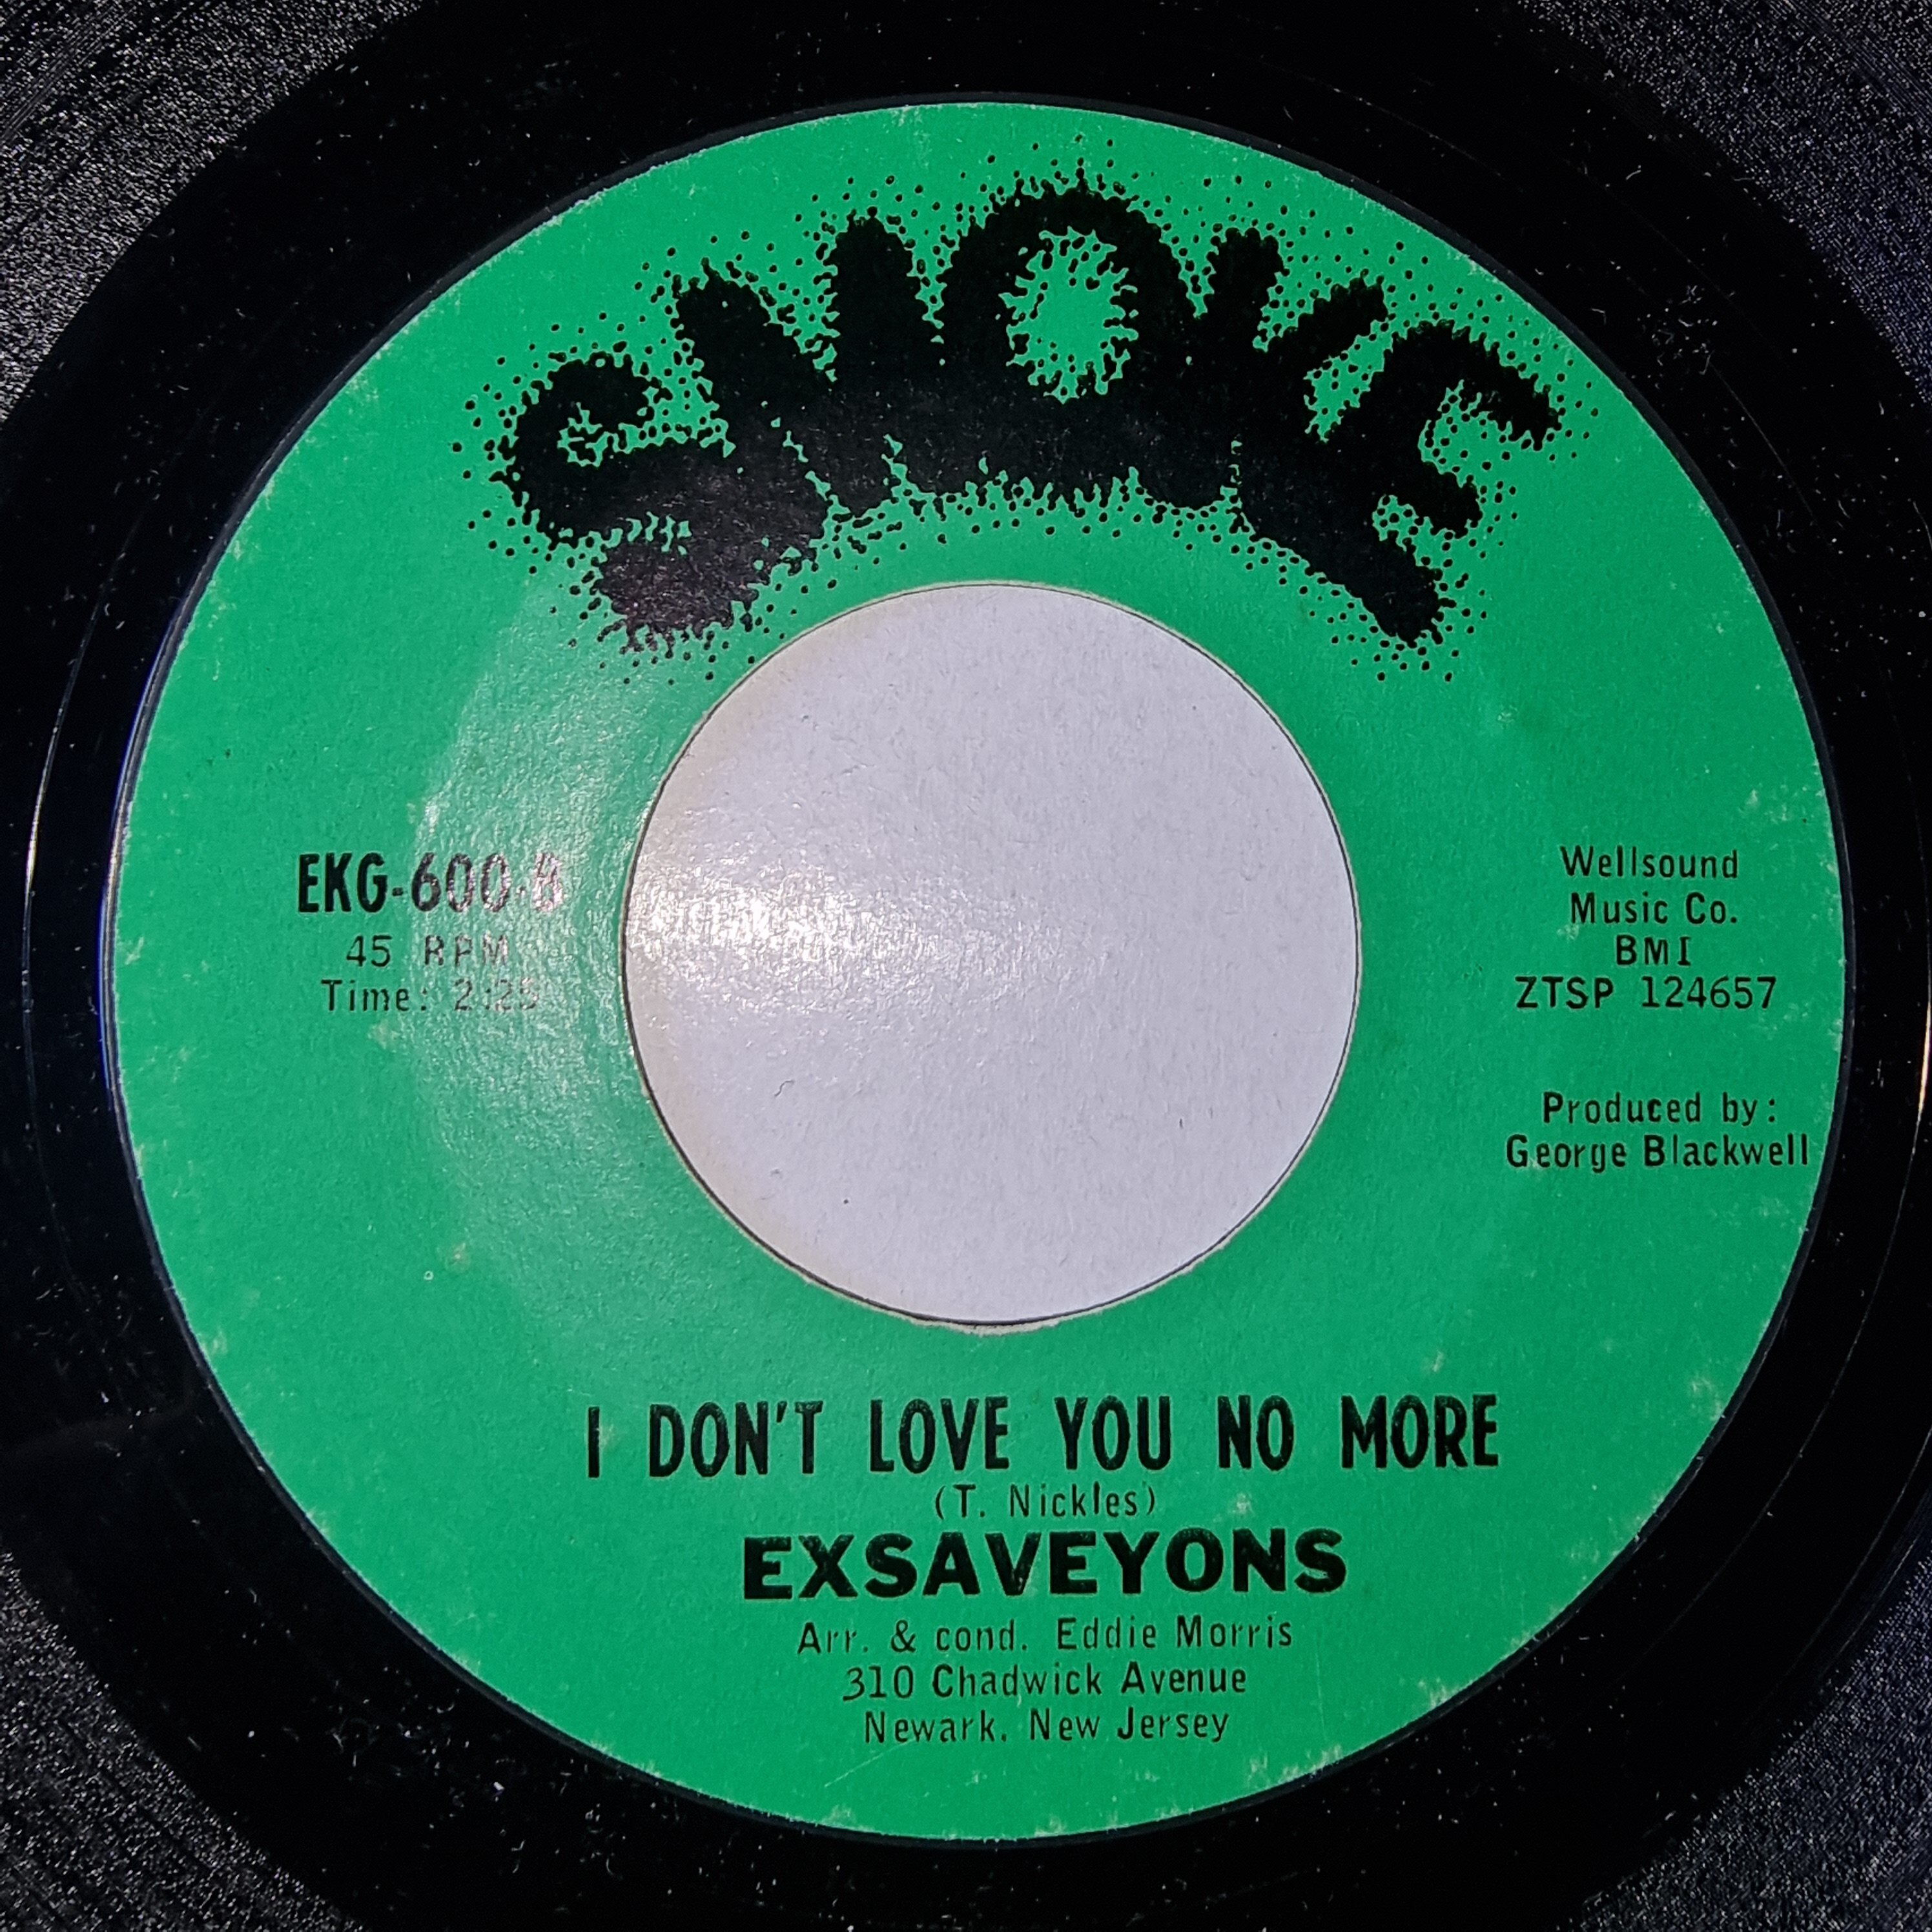 SMOKE
EKG-600-B
45 RPM
Time: 2:25
Wellsound
Music Co.
BMI
ZTSP 124657
Produced by:
George Blackwell
I DON'T LOVE YOU NO MORE
(T. Nickles)
EXSAVEYONS
Arr. & cond. Eddie Morris
310 Chadwick Avenue
Newark, New Jersey